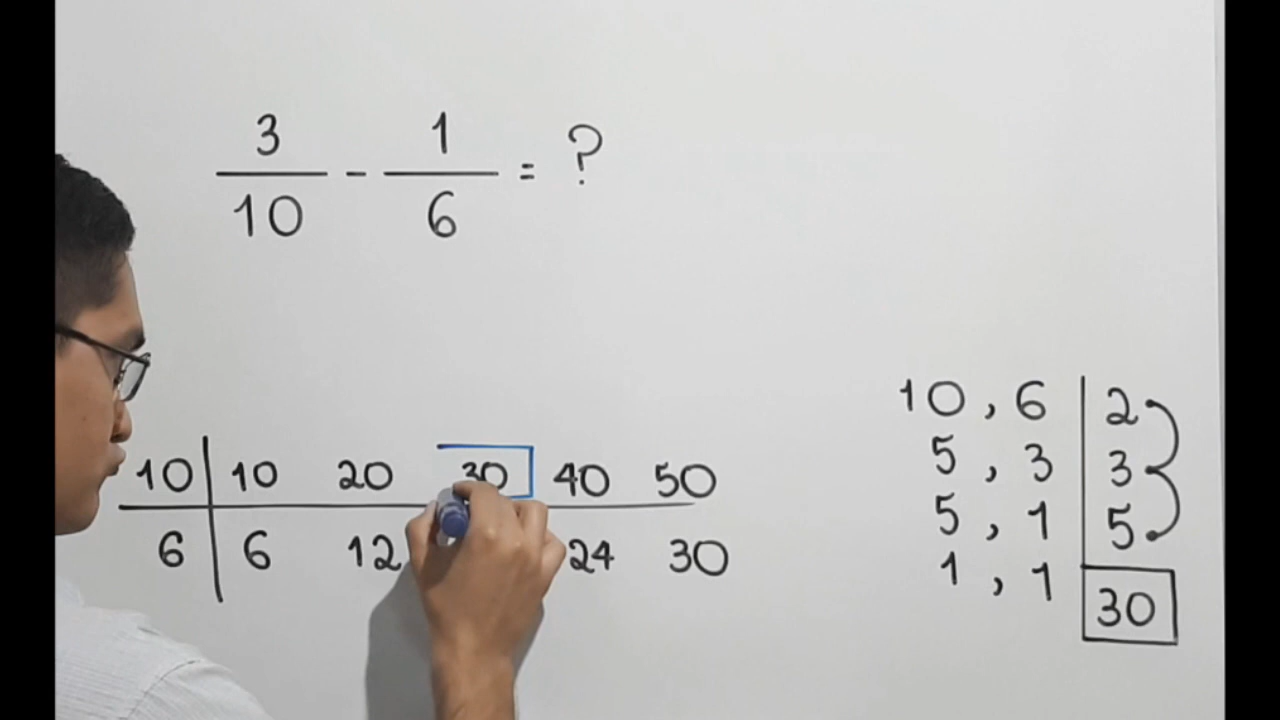 3/10 - 1/6 = ?
10 | 10 20 30 40 50
6 | 6 12 24 30
10 , 6 | 2
5 , 3 | 3
5 , 1 | 5
1 , 1 | 30